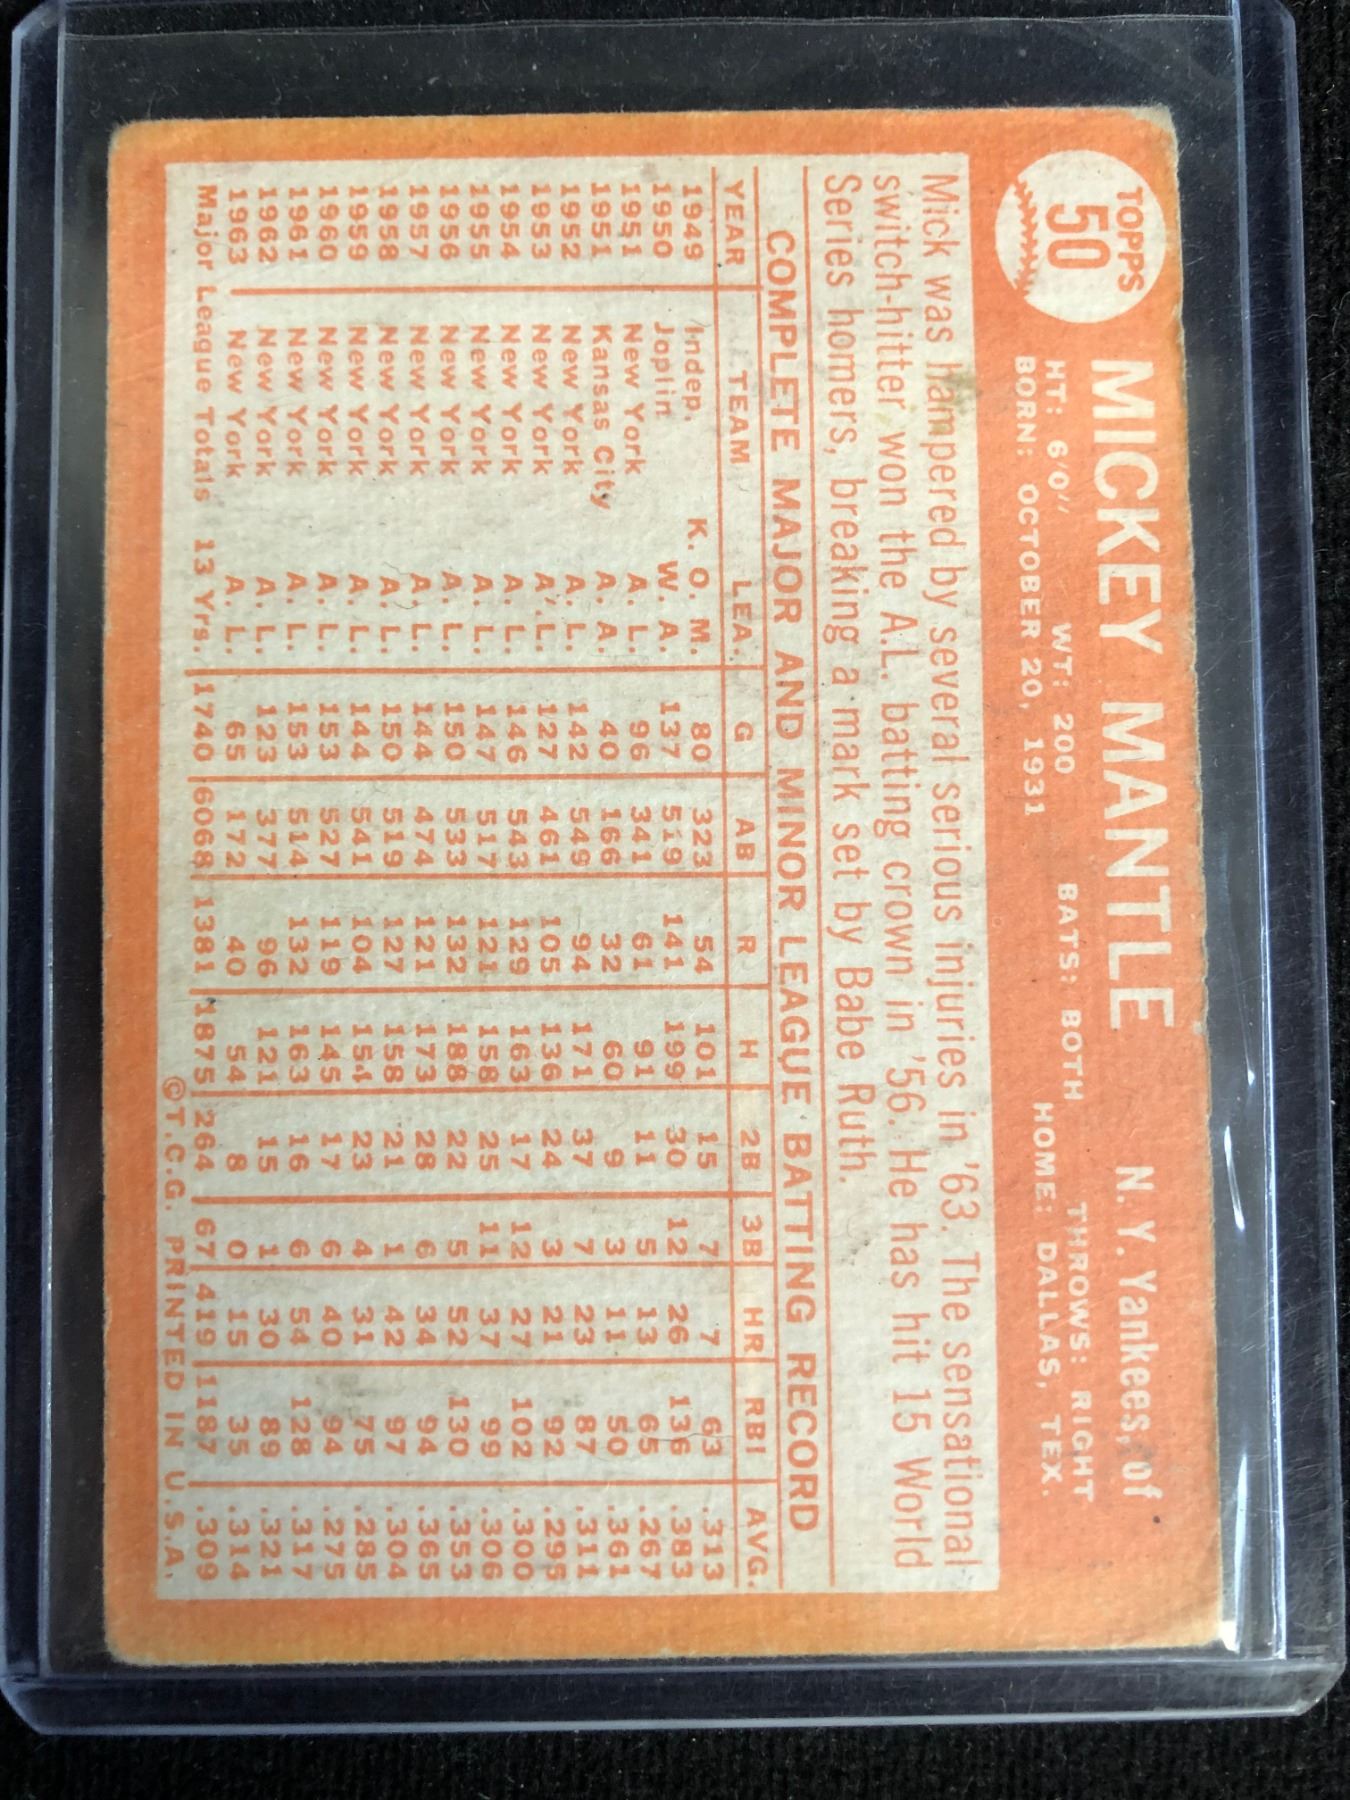 TOPPS
50
MICKEY MANTLE N. Y. Yankees, of
HT: 6'0" WT: 200 BATS: BOTH THROWS: RIGHT
BORN: OCTOBER 20, 1931 HOME: DALLAS, TEX.
Mick was hampered by several serious injuries in '63. The sensational
switch-hitter won the A.L. batting crown in '56. He has hit 15 World
Series homers, breaking a mark set by Babe Ruth.
COMPLETE MAJOR AND MINOR LEAGUE BATTING RECORD
YEAR TEAM LEA. G AB R H 2B 3B HR RBI AVG.
1949 Indep. K. O. M. 80 323 54 101 15 7 7 63 .313
1950 Joplin W. A. 137 519 141 199 30 12 26 136 .383
1951 New York A. L. 96 341 61 91 11 5 13 65 .267
1951 Kansas City A. A. 40 166 32 60 9 3 11 50 .361
1952 New York A. L. 142 549 94 171 37 7 23 87 .311
1953 New York A. L. 127 461 105 136 24 3 21 92 .295
1954 New York A. L. 146 543 129 163 17 12 27 102 .300
1955 New York A. L. 147 517 121 158 25 11 37 99 .306
1956 New York A. L. 150 533 132 188 22 5 52 130 .353
1957 New York A. L. 144 474 121 173 28 6 34 94 .365
1958 New York A. L. 150 519 127 158 21 1 42 97 .304
1959 New York A. L. 144 541 104 154 23 4 31 75 .285
1960 New York A. L. 153 527 119 145 17 6 40 94 .275
1961 New York A. L. 153 514 132 163 16 6 54 128 .317
1962 New York A. L. 123 377 96 121 15 1 30 89 .321
1963 New York A. L. 65 172 40 54 8 0 15 35 .314
Major League Totals 13 Yrs. 1740 6068 1381 1875 264 67 419 1187 .309
©T.C.G. PRINTED IN U.S.A.